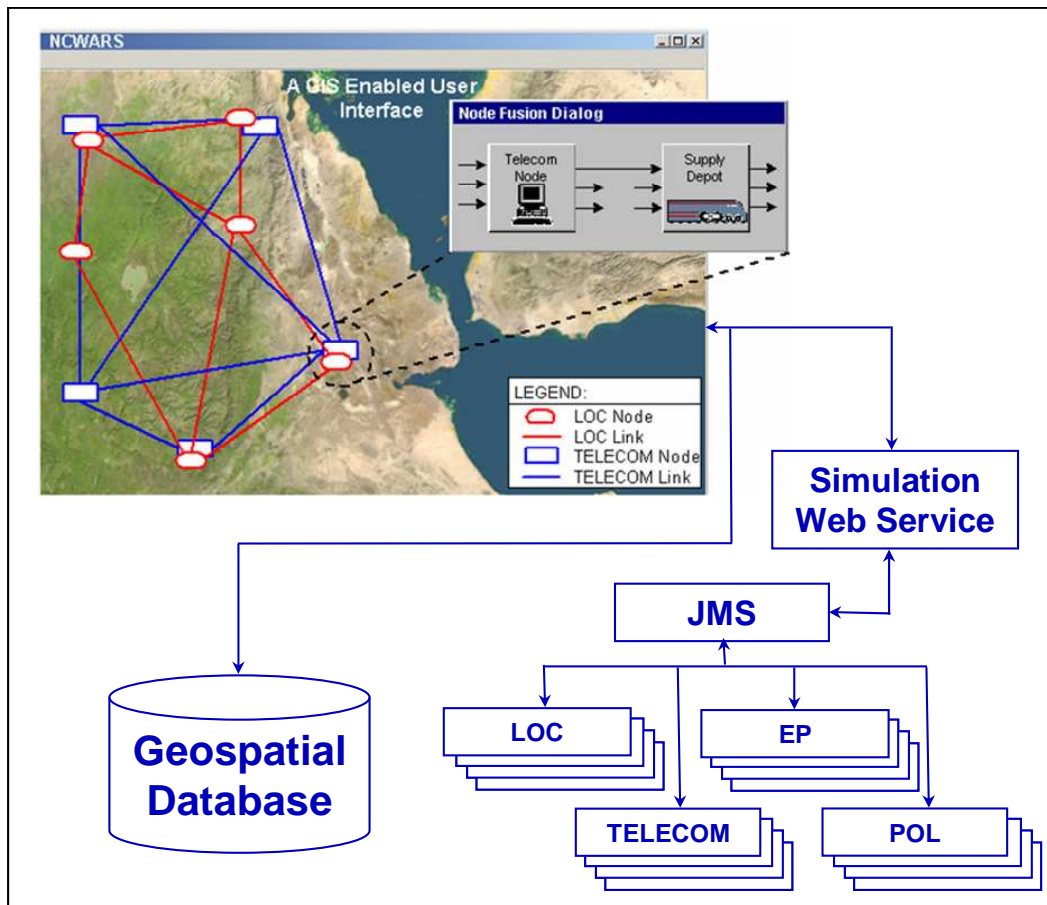 NCWARS
A GIS Enabled User
Interface
Node Fusion Dialog
Telecom
Node
Supply
Depot
LEGEND:
LOC Node
LOC Link
TELECOM Node
TELECOM Link
Simulation
Web Service
JMS
Geospatial
Database
LOC
EP
TELECOM
POL